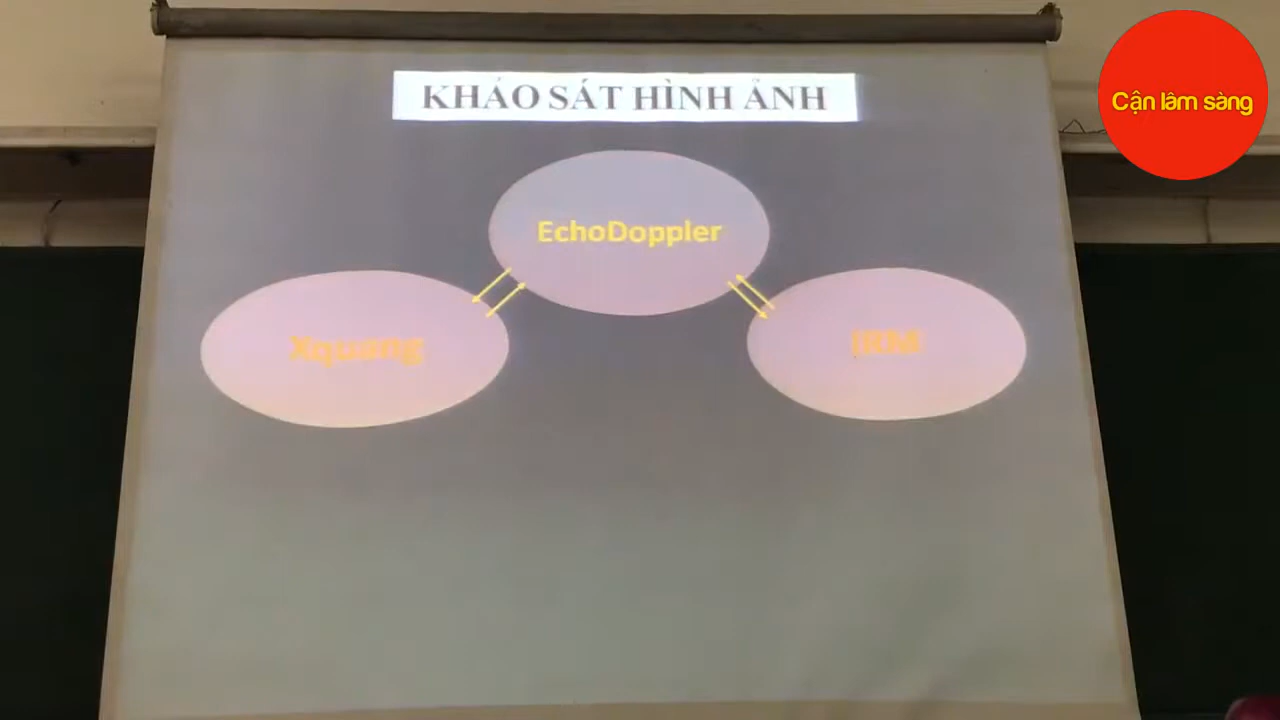 KHẢO SÁT HÌNH ẢNH
Cận lâm sàng
EchoDoppler
Xquang
IRM